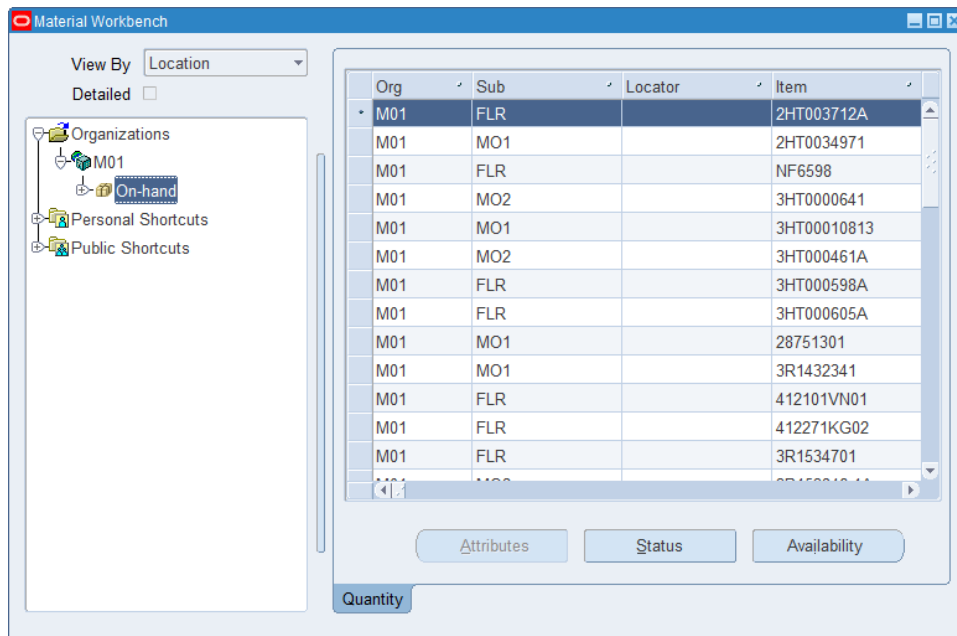 Material Workbench
View By Location
Detailed
Organizations
M01
On-hand
Personal Shortcuts
Public Shortcuts
Org Sub Locator Item
* M01 FLR 2HT003712A
M01 MO1 2HT0034971
M01 FLR NF6598
M01 MO2 3HT0000641
M01 MO1 3HT00010813
M01 MO2 3HT000461A
M01 FLR 3HT000598A
M01 FLR 3HT000605A
M01 MO1 28751301
M01 MO1 3R1432341
M01 FLR 412101VN01
M01 FLR 412271KG02
M01 FLR 3R1534701
Attributes Status Availability
Quantity